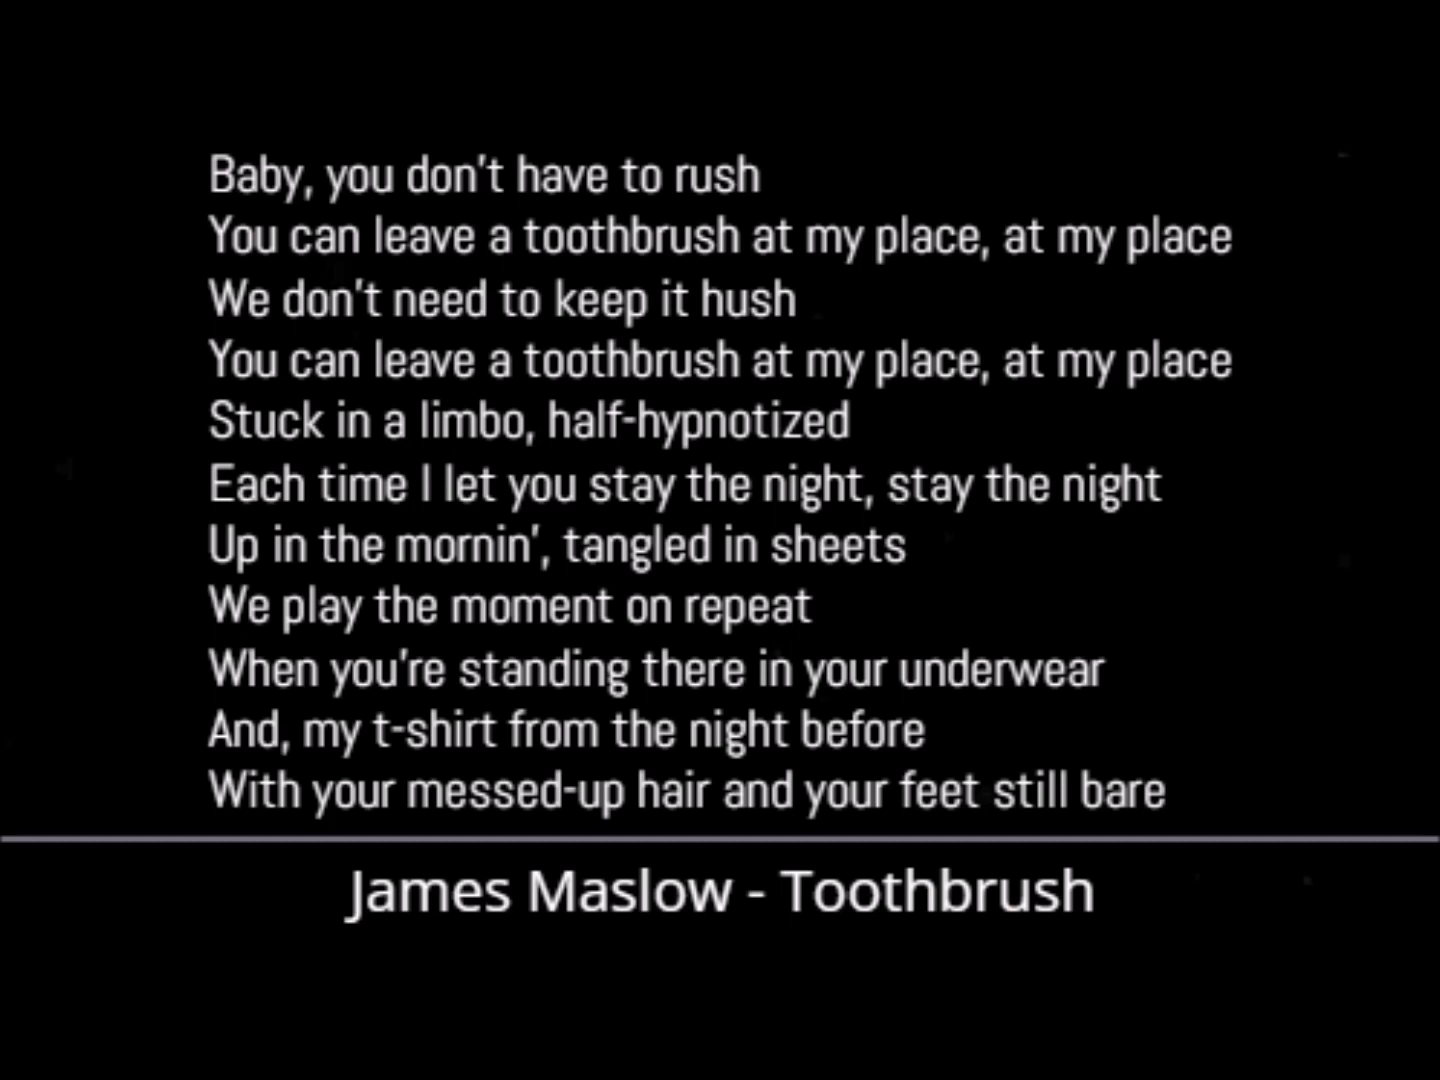 Baby, you don't have to rush
You can leave a toothbrush at my place, at my place
We don't need to keep it hush
You can leave a toothbrush at my place, at my place
Stuck in a limbo, half-hypnotized
Each time I let you stay the night, stay the night
Up in the mornin', tangled in sheets
We play the moment on repeat
When you're standing there in your underwear
And, my t-shirt from the night before
With your messed-up hair and your feet still bare
James Maslow - Toothbrush